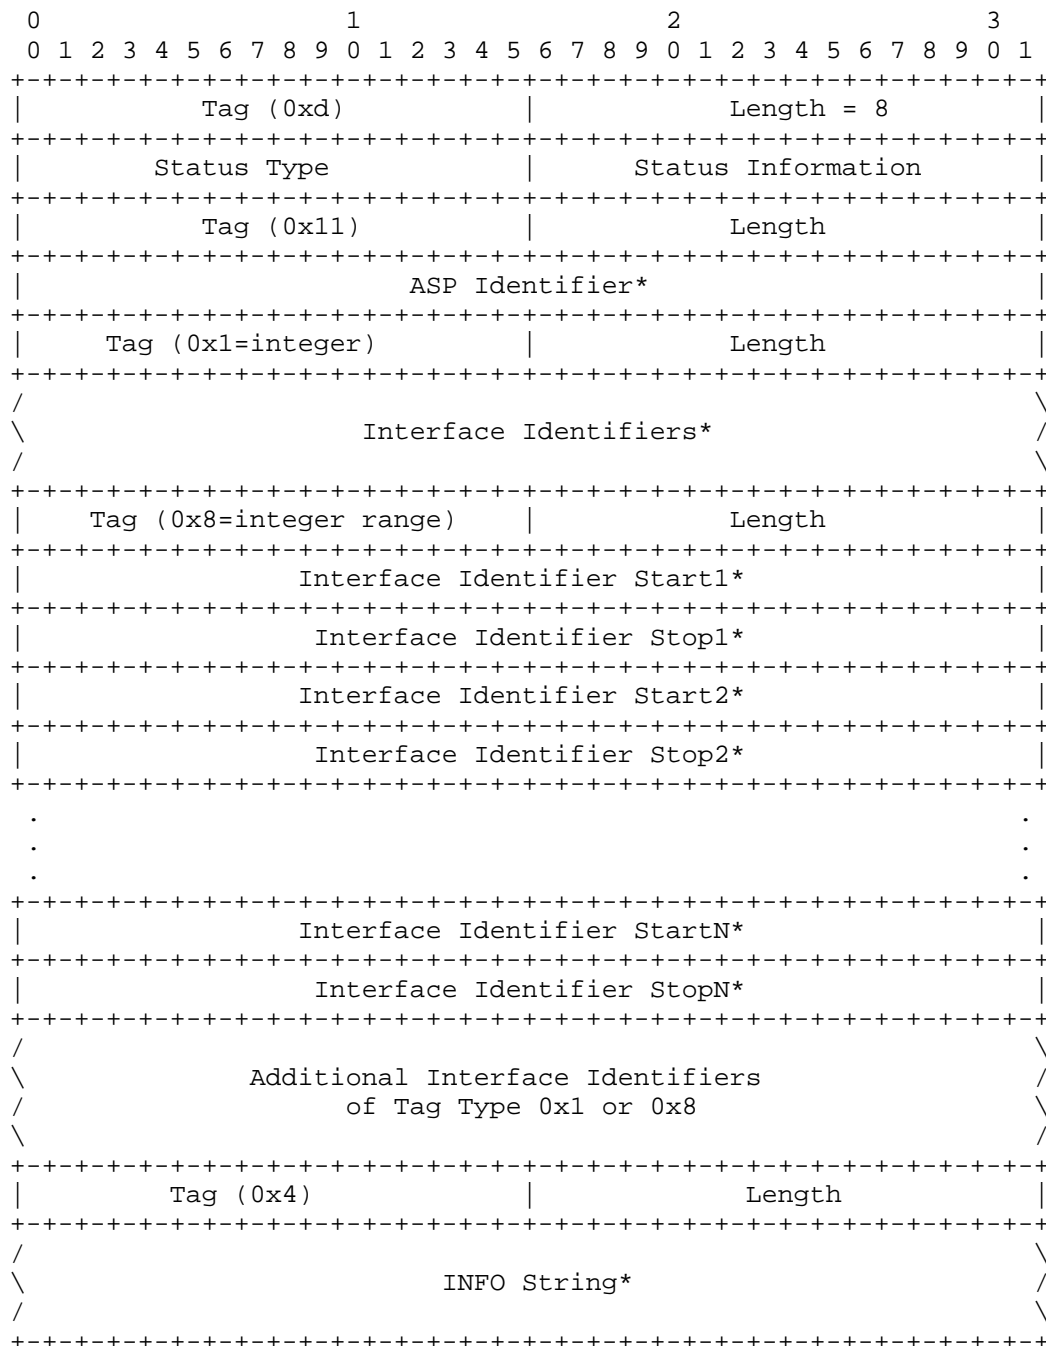 0                   1                   2                   3
 0 1 2 3 4 5 6 7 8 9 0 1 2 3 4 5 6 7 8 9 0 1 2 3 4 5 6 7 8 9 0 1
+-+-+-+-+-+-+-+-+-+-+-+-+-+-+-+-+-+-+-+-+-+-+-+-+-+-+-+-+-+-+-+-+
|           Tag (0xd)           |            Length = 8         |
+-+-+-+-+-+-+-+-+-+-+-+-+-+-+-+-+-+-+-+-+-+-+-+-+-+-+-+-+-+-+-+-+
|        Status Type            |      Status Information       |
+-+-+-+-+-+-+-+-+-+-+-+-+-+-+-+-+-+-+-+-+-+-+-+-+-+-+-+-+-+-+-+-+
|           Tag (0x11)          |            Length             |
+-+-+-+-+-+-+-+-+-+-+-+-+-+-+-+-+-+-+-+-+-+-+-+-+-+-+-+-+-+-+-+-+
|                        ASP Identifier*                        |
+-+-+-+-+-+-+-+-+-+-+-+-+-+-+-+-+-+-+-+-+-+-+-+-+-+-+-+-+-+-+-+-+
|     Tag (0x1=integer)         |            Length             |
+-+-+-+-+-+-+-+-+-+-+-+-+-+-+-+-+-+-+-+-+-+-+-+-+-+-+-+-+-+-+-+-+
/                                                               \
\                     Interface Identifiers*                    /
/                                                               \
+-+-+-+-+-+-+-+-+-+-+-+-+-+-+-+-+-+-+-+-+-+-+-+-+-+-+-+-+-+-+-+-+
|    Tag (0x8=integer range)    |            Length             |
+-+-+-+-+-+-+-+-+-+-+-+-+-+-+-+-+-+-+-+-+-+-+-+-+-+-+-+-+-+-+-+-+
|                 Interface Identifier Start1*                  |
+-+-+-+-+-+-+-+-+-+-+-+-+-+-+-+-+-+-+-+-+-+-+-+-+-+-+-+-+-+-+-+-+
|                  Interface Identifier Stop1*                  |
+-+-+-+-+-+-+-+-+-+-+-+-+-+-+-+-+-+-+-+-+-+-+-+-+-+-+-+-+-+-+-+-+
|                 Interface Identifier Start2*                  |
+-+-+-+-+-+-+-+-+-+-+-+-+-+-+-+-+-+-+-+-+-+-+-+-+-+-+-+-+-+-+-+-+
|                  Interface Identifier Stop2*                  |
+-+-+-+-+-+-+-+-+-+-+-+-+-+-+-+-+-+-+-+-+-+-+-+-+-+-+-+-+-+-+-+-+
 .                                                             .
 .                                                             .
 .                                                             .
+-+-+-+-+-+-+-+-+-+-+-+-+-+-+-+-+-+-+-+-+-+-+-+-+-+-+-+-+-+-+-+-+
|                 Interface Identifier StartN*                  |
+-+-+-+-+-+-+-+-+-+-+-+-+-+-+-+-+-+-+-+-+-+-+-+-+-+-+-+-+-+-+-+-+
|                  Interface Identifier StopN*                  |
+-+-+-+-+-+-+-+-+-+-+-+-+-+-+-+-+-+-+-+-+-+-+-+-+-+-+-+-+-+-+-+-+
/                                                               \
\              Additional Interface Identifiers                 /
/                    of Tag Type 0x1 or 0x8                     \
\                                                               /
+-+-+-+-+-+-+-+-+-+-+-+-+-+-+-+-+-+-+-+-+-+-+-+-+-+-+-+-+-+-+-+-+
|         Tag (0x4)             |             Length            |
+-+-+-+-+-+-+-+-+-+-+-+-+-+-+-+-+-+-+-+-+-+-+-+-+-+-+-+-+-+-+-+-+
/                                                               \
\                          INFO String*                         /
/                                                               \
+-+-+-+-+-+-+-+-+-+-+-+-+-+-+-+-+-+-+-+-+-+-+-+-+-+-+-+-+-+-+-+-+